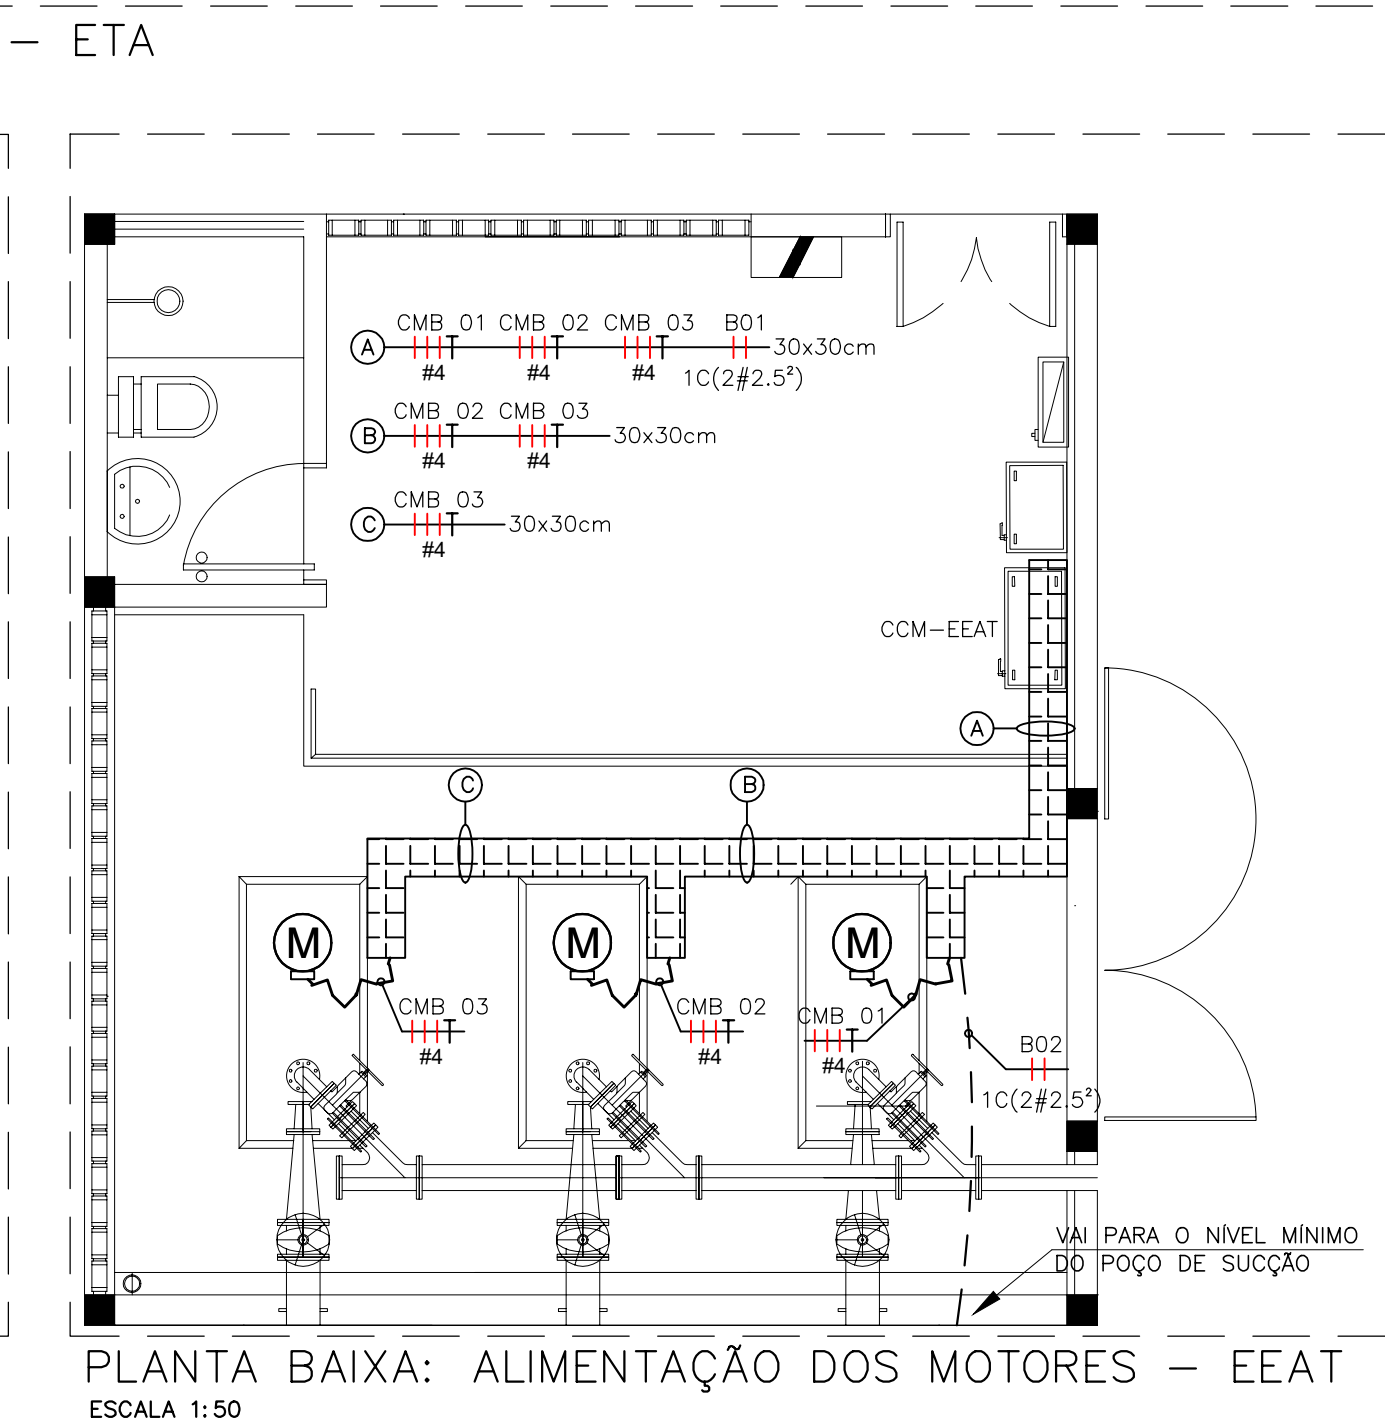 - ETA
CMB 01 CMB 02 CMB 03 B01
A 30x30cm
#4 #4 #4 1C(2#2.5²)
CMB 02 CMB 03
B 30x30cm
#4 #4
CMB 03
C 30x30cm
#4
CCM-EEAT
A
C B
M M M
CMB 03 CMB 02 CMB 01
#4 #4 #4
B02
1C(2#2.5²)
VAI PARA O NÍVEL MÍNIMO
DO POÇO DE SUCÇÃO
PLANTA BAIXA: ALIMENTAÇÃO DOS MOTORES - EEAT
ESCALA 1:50